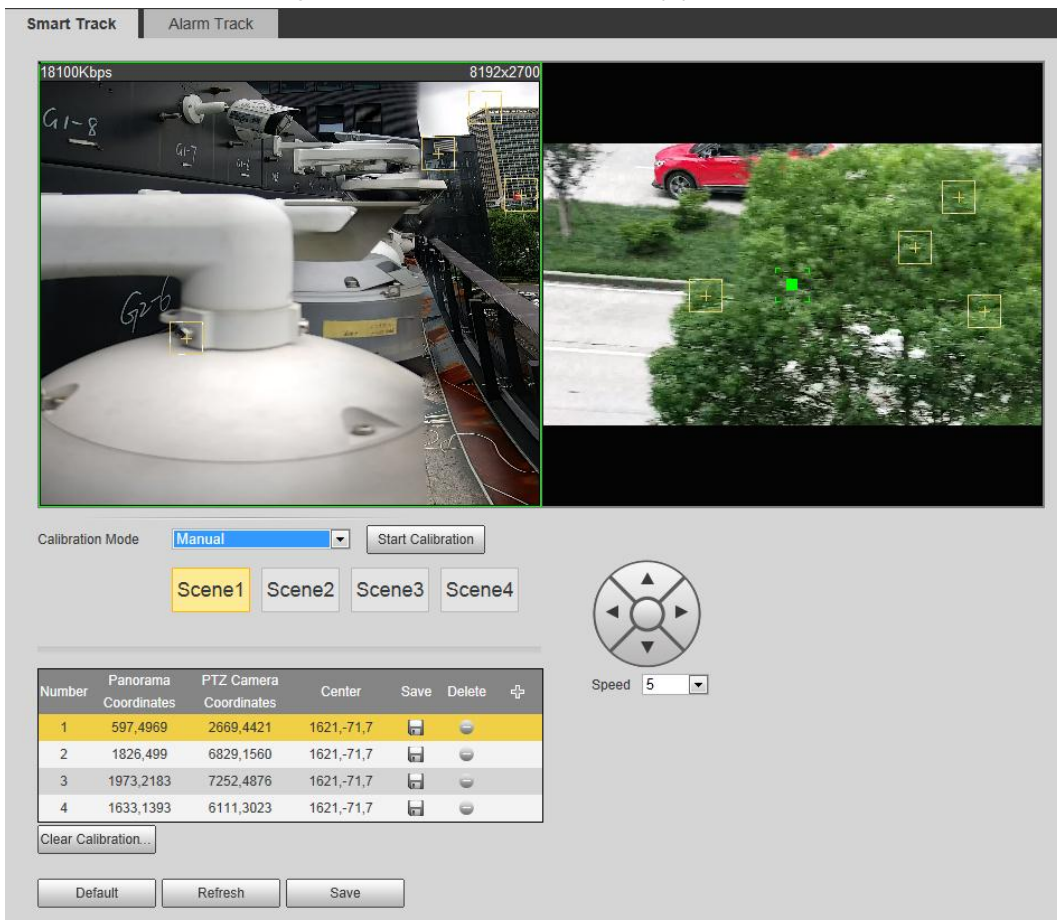 Smart Track Alarm Track
18100Kbps 8192x2700
G1-8
G1-7
G2-6
Calibration Mode Manual Start Calibration
Scene1 Scene2 Scene3 Scene4
Speed 5
Number Panorama Coordinates PTZ Camera Coordinates Center Save Delete
1 597,4969 2669,4421 1621,-71,7
2 1826,499 6829,1560 1621,-71,7
3 1973,2183 7252,4876 1621,-71,7
4 1633,1393 6111,3023 1621,-71,7
Clear Calibration...
Default Refresh Save